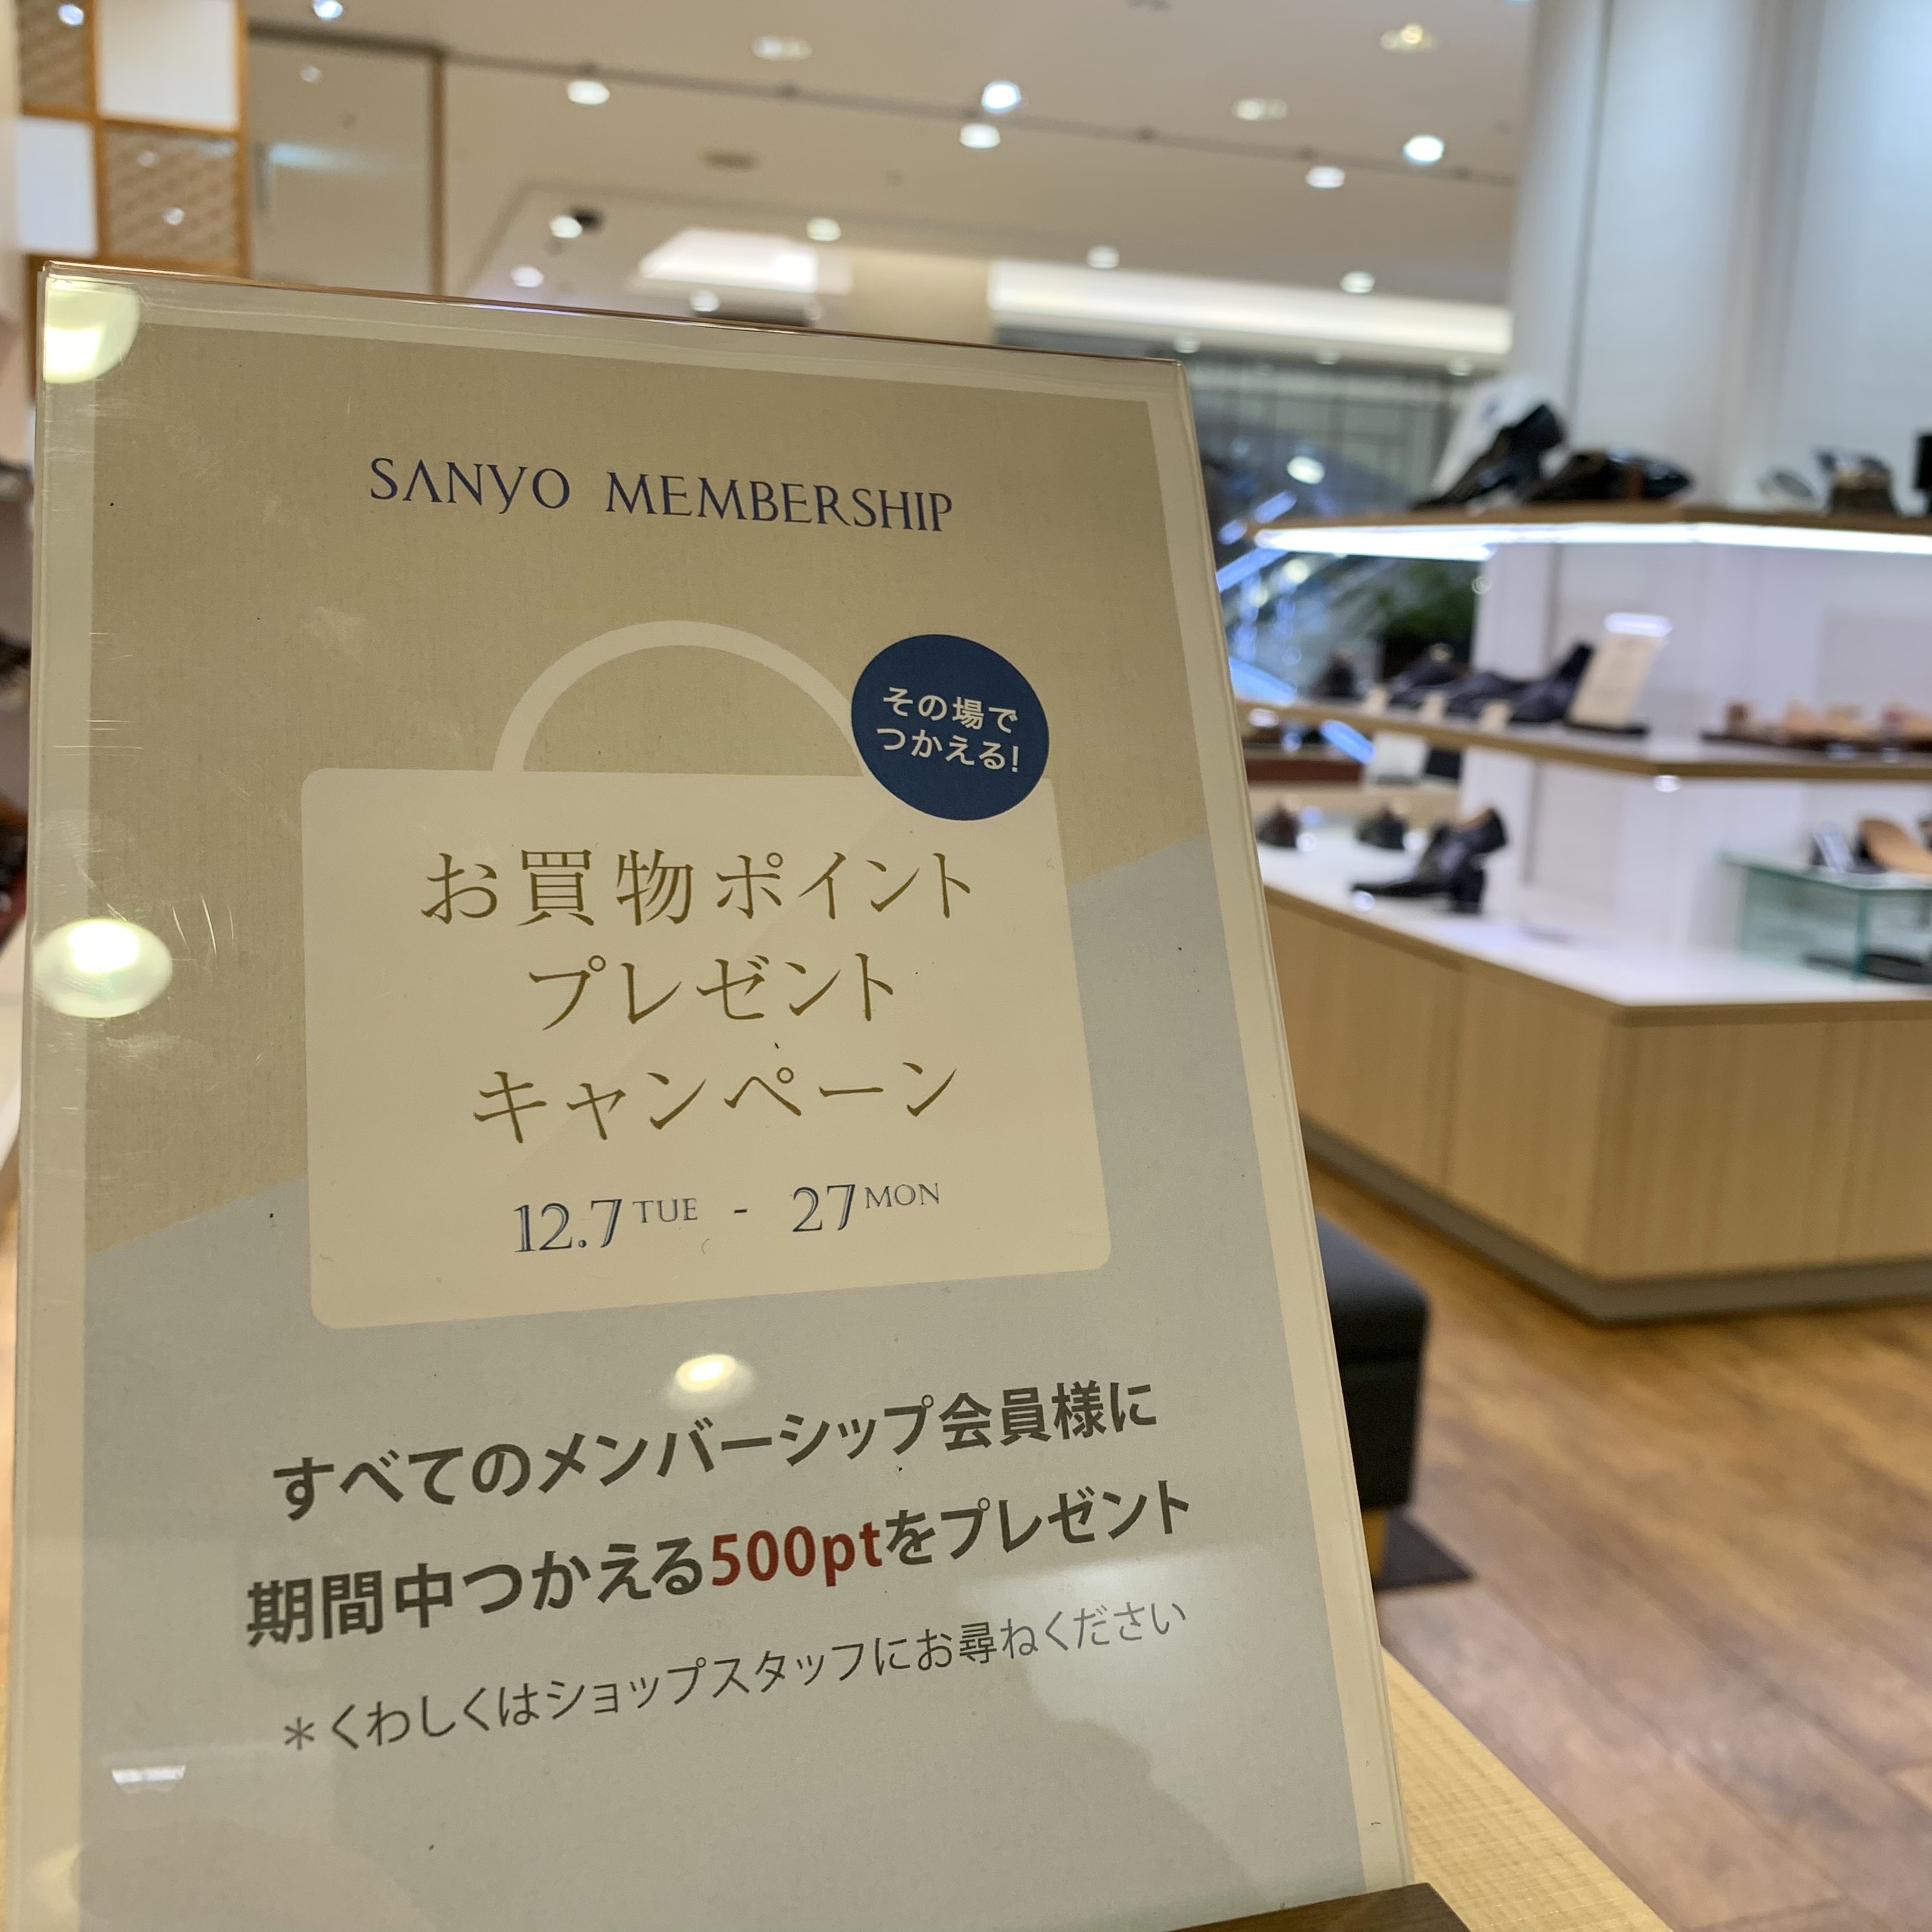 SANYO MEMBERSHIP
その場で
つかえる!
お買物ポイント
プレゼント
キャンペーン
12.7 TUE - 27 MON
すべてのメンバーシップ会員様に
期間中つかえる500ptをプレゼント
＊くわしくはショップスタッフにお尋ねください